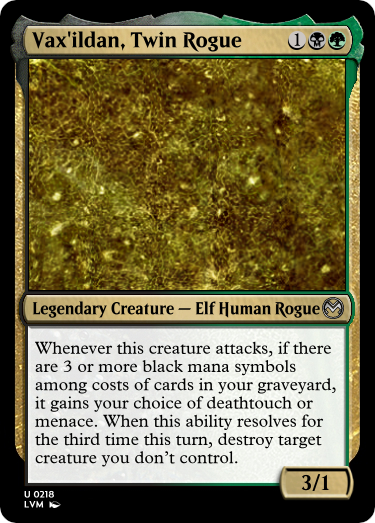 Vax'ildan, Twin Rogue 1
Legendary Creature — Elf Human Rogue
Whenever this creature attacks, if there
are 3 or more black mana symbols
among costs of cards in your graveyard,
it gains your choice of deathtouch or
menace. When this ability resolves for
the third time this turn, destroy target
creature you don't control.
3/1
U 0218
LVM